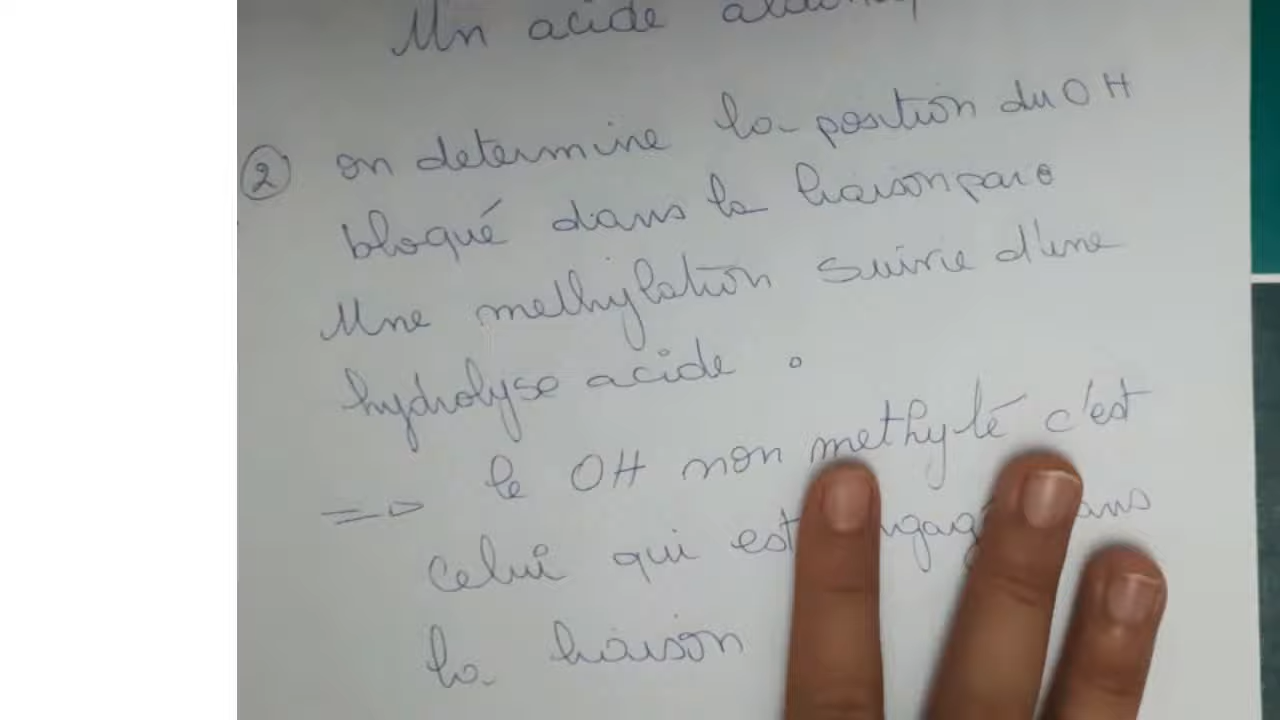 Un acide
② on determine la position du OH
bloqué dans la liaison par
Une methylation suivie d'une
hydrolyse acide.
=> le OH non methylé c'est
celui qui est
la liaison